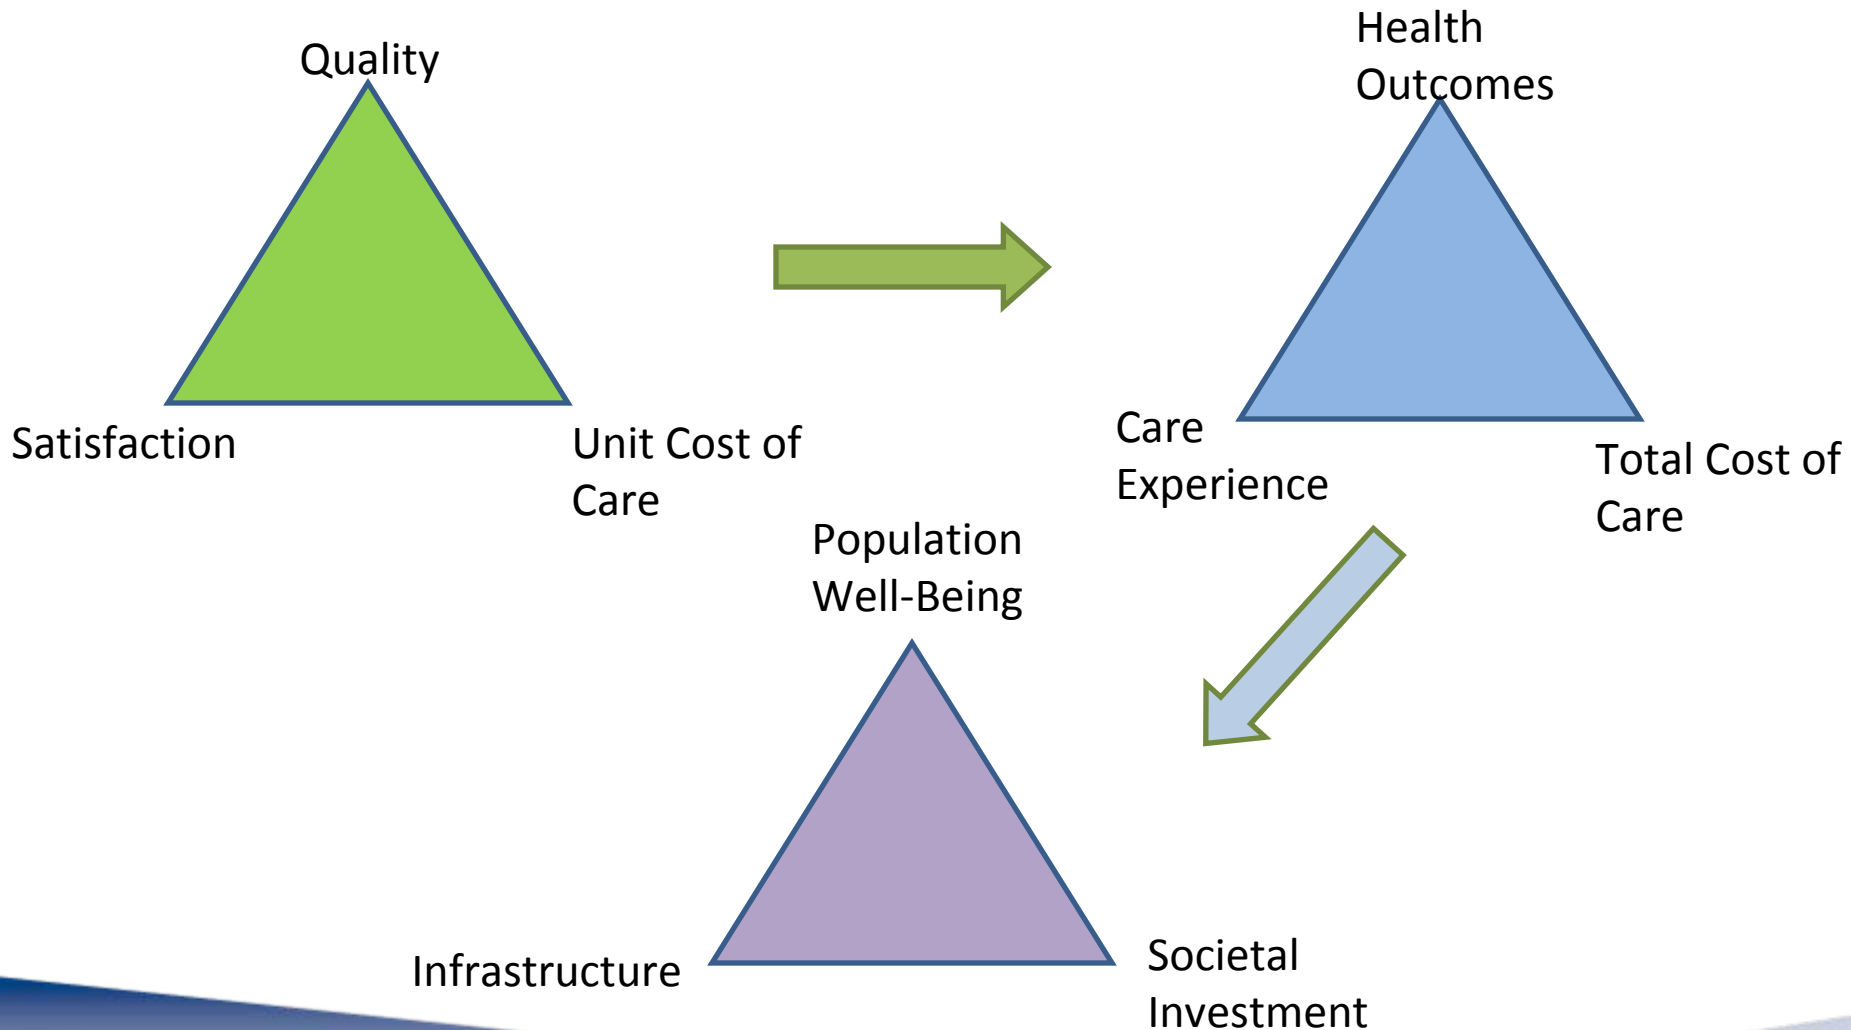 Quality
Satisfaction
Unit Cost of
Care
Health
Outcomes
Care
Experience
Total Cost of
Care
Population
Well-Being
Infrastructure
Societal
Investment